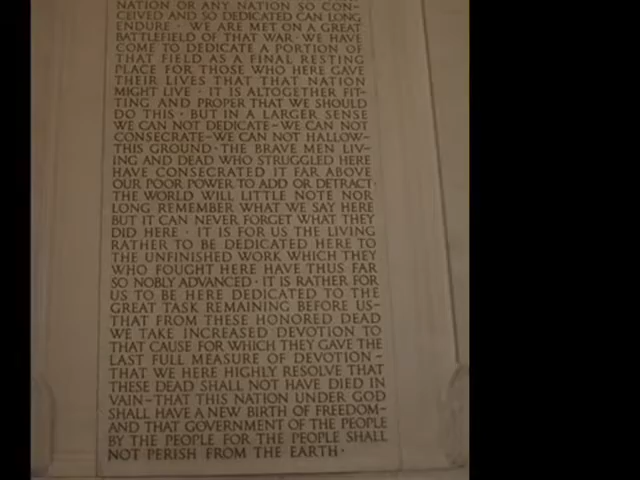 NATION OR ANY NATION SO CON-
CEIVED AND SO DEDICATED CAN LONG
ENDURE · WE ARE MET ON A GREAT
BATTLEFIELD OF THAT WAR · WE HAVE
COME TO DEDICATE A PORTION OF
THAT FIELD AS A FINAL RESTING
PLACE FOR THOSE WHO HERE GAVE
THEIR LIVES THAT THAT NATION
MIGHT LIVE · IT IS ALTOGETHER FIT-
TING AND PROPER THAT WE SHOULD
DO THIS · BUT IN A LARGER SENSE
WE CAN NOT DEDICATE-WE CAN NOT
CONSECRATE-WE CAN NOT HALLOW-
THIS GROUND · THE BRAVE MEN LIV-
ING AND DEAD WHO STRUGGLED HERE
HAVE CONSECRATED IT FAR ABOVE
OUR POOR POWER TO ADD OR DETRACT·
THE WORLD WILL LITTLE NOTE NOR
LONG REMEMBER WHAT WE SAY HERE
BUT IT CAN NEVER FORGET WHAT THEY
DID HERE · IT IS FOR US THE LIVING
RATHER TO BE DEDICATED HERE TO
THE UNFINISHED WORK WHICH THEY
WHO FOUGHT HERE HAVE THUS FAR
SO NOBLY ADVANCED · IT IS RATHER FOR
US TO BE HERE DEDICATED TO THE
GREAT TASK REMAINING BEFORE US-
THAT FROM THESE HONORED DEAD
WE TAKE INCREASED DEVOTION TO
THAT CAUSE FOR WHICH THEY GAVE THE
LAST FULL MEASURE OF DEVOTION -
THAT WE HERE HIGHLY RESOLVE THAT
THESE DEAD SHALL NOT HAVE DIED IN
VAIN-THAT THIS NATION UNDER GOD
SHALL HAVE A NEW BIRTH OF FREEDOM-
AND THAT GOVERNMENT OF THE PEOPLE
BY THE PEOPLE FOR THE PEOPLE SHALL
NOT PERISH FROM THE EARTH ·